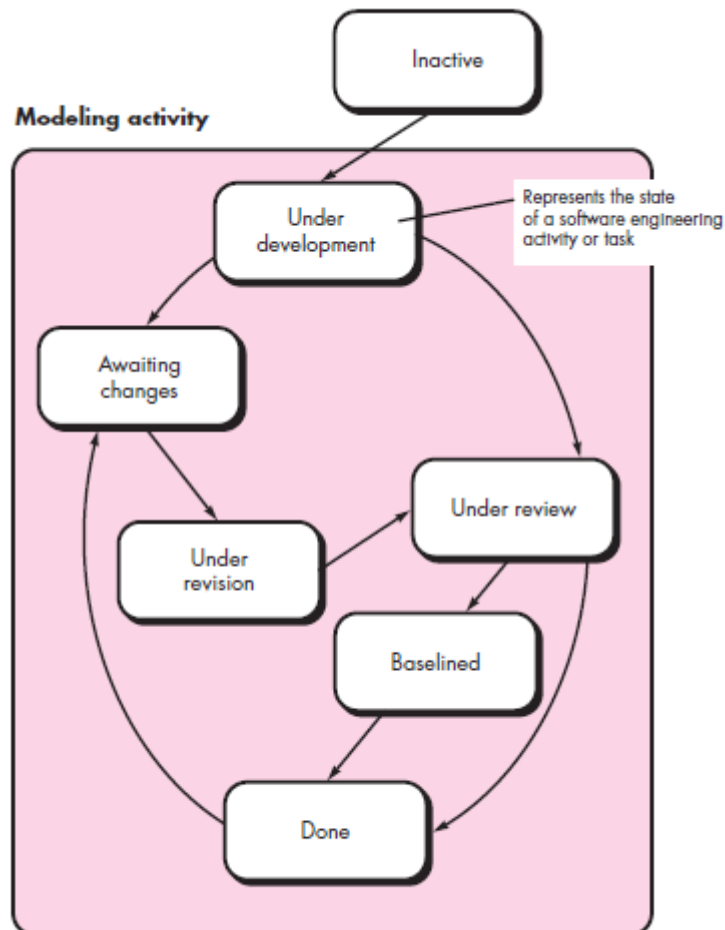 Inactive
Modeling activity
Under
development
Represents the state
of a software engineering
activity or task
Awaiting
changes
Under review
Under
revision
Baselined
Done